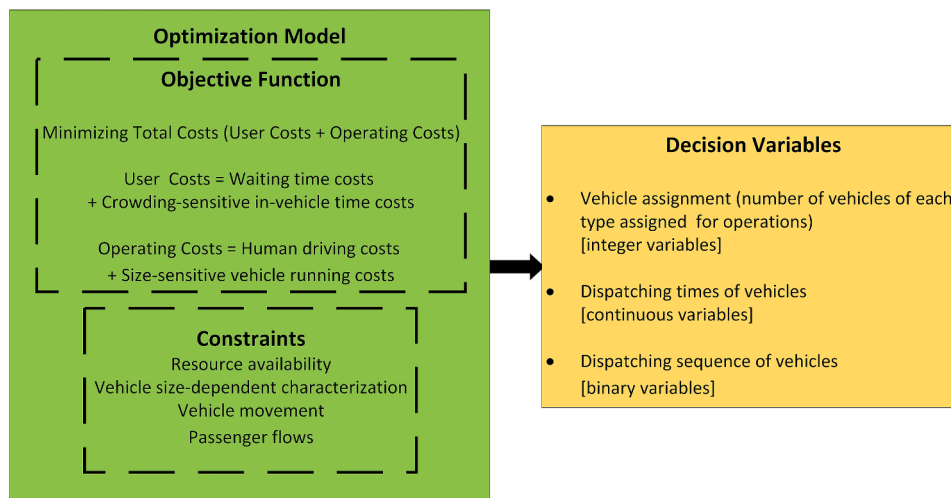 Optimization Model
Objective Function
Minimizing Total Costs (User Costs + Operating Costs)
User Costs = Waiting time costs
+ Crowding-sensitive in-vehicle time costs
Operating Costs = Human driving costs
+ Size-sensitive vehicle running costs
Constraints
Resource availability
Vehicle size-dependent characterization
Vehicle movement
Passenger flows
Decision Variables
• Vehicle assignment (number of vehicles of each
type assigned for operations)
[integer variables]
• Dispatching times of vehicles
[continuous variables]
• Dispatching sequence of vehicles
[binary variables]